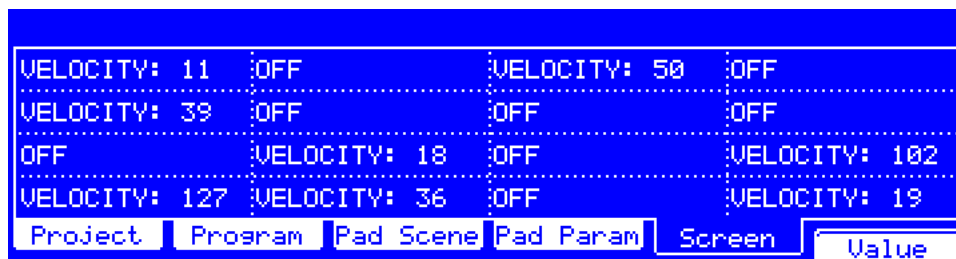 VELOCITY: 11 OFF VELOCITY: 50 OFF
VELOCITY: 39 OFF OFF OFF
OFF VELOCITY: 18 OFF VELOCITY: 102
VELOCITY: 127 VELOCITY: 36 OFF VELOCITY: 19
Project Program Pad Scene Pad Param Screen Value